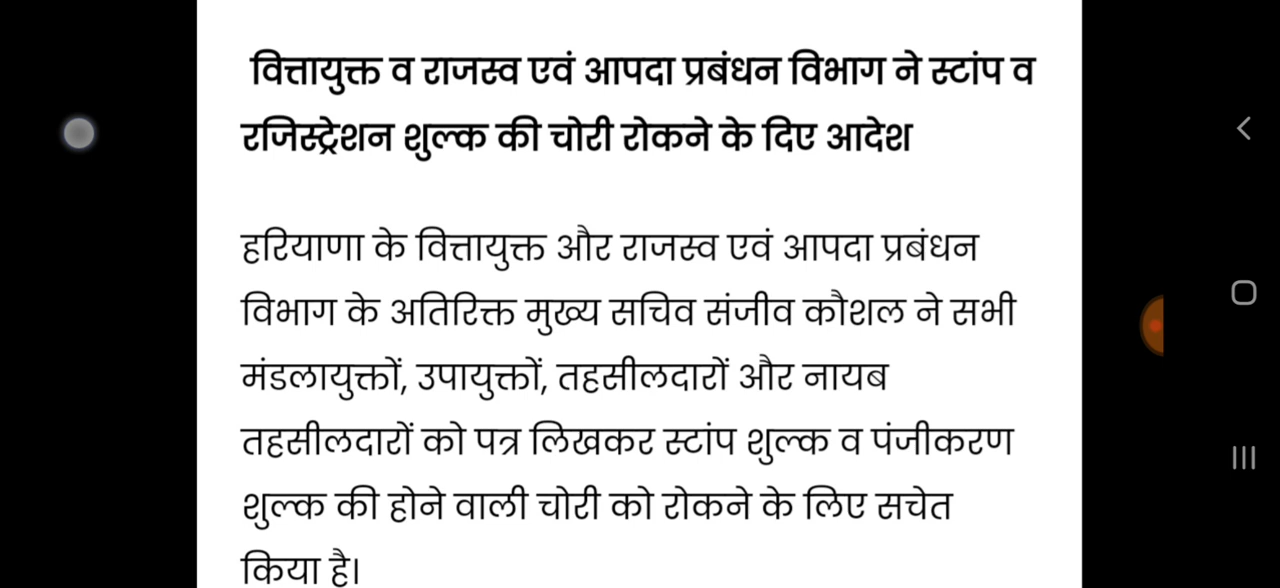 वित्तायुक्त व राजस्व एवं आपदा प्रबंधन विभाग ने स्टांप व
रजिस्ट्रेशन शुल्क की चोरी रोकने के दिए आदेश
हरियाणा के वित्तायुक्त और राजस्व एवं आपदा प्रबंधन
विभाग के अतिरिक्त मुख्य सचिव संजीव कौशल ने सभी
मंडलायुक्तों, उपायुक्तों, तहसीलदारों और नायब
तहसीलदारों को पत्र लिखकर स्टांप शुल्क व पंजीकरण
शुल्क की होने वाली चोरी को रोकने के लिए सचेत
किया है।